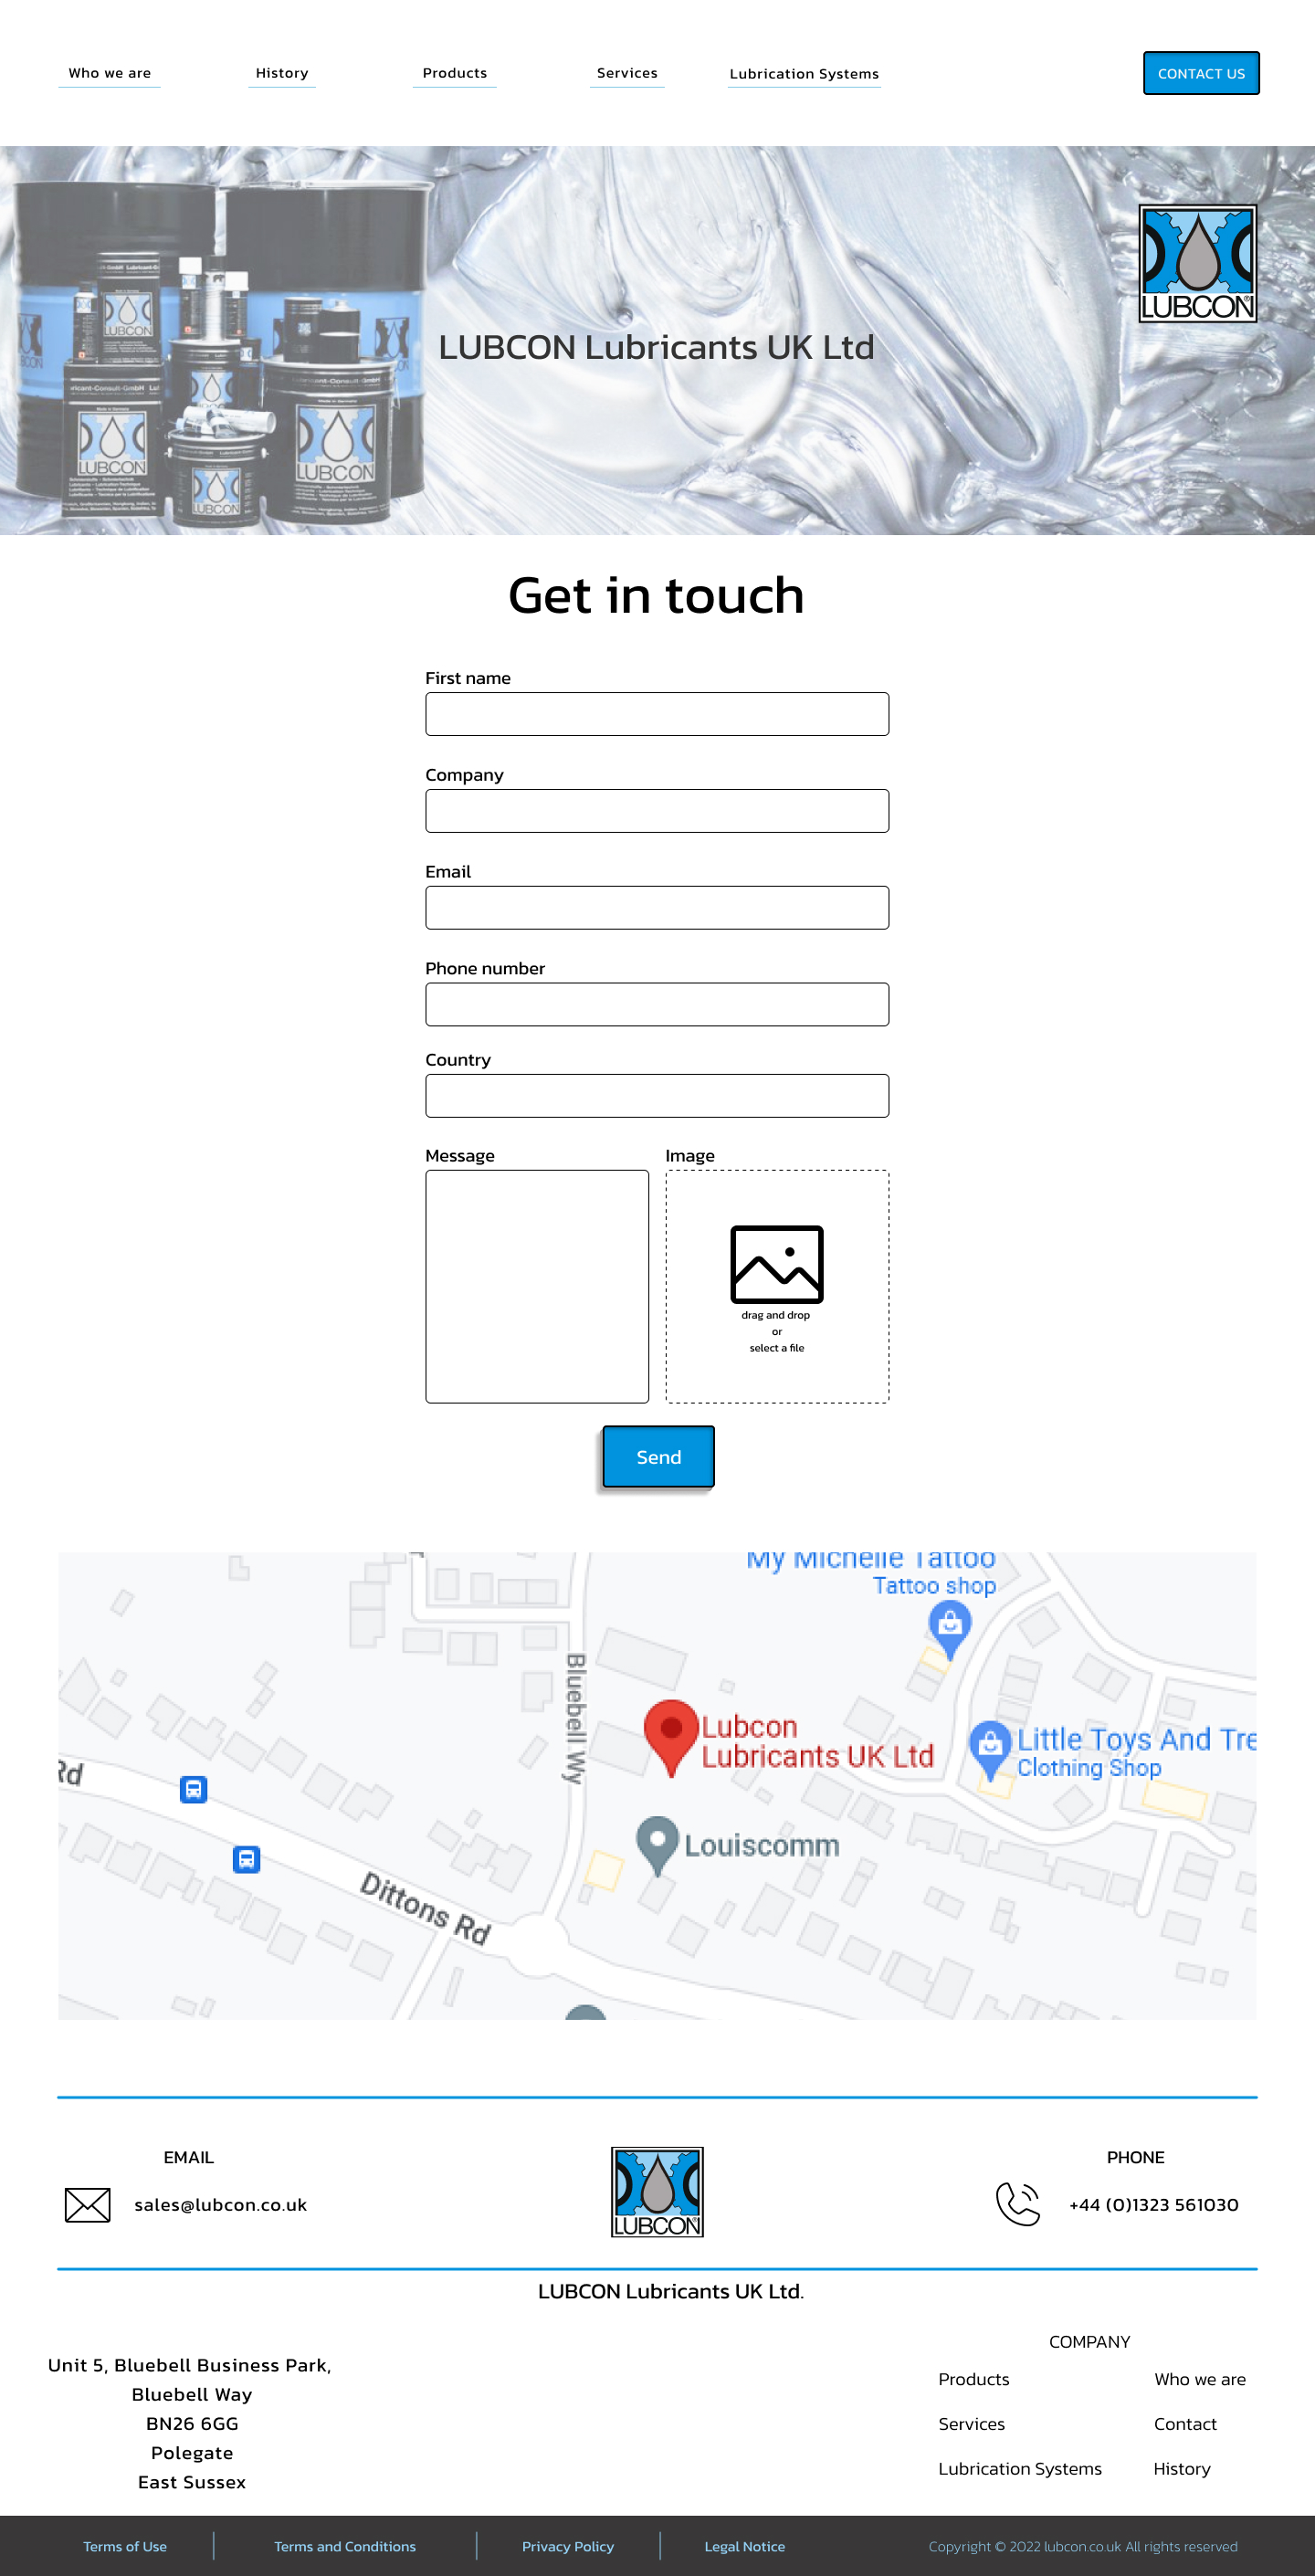 Who we are
History
Products
Services
Lubrication Systems
CONTACT US
LUBCON
LUBCON Lubricants UK Ltd
LUBCON
LUBCON
LUBCON
LUBCON
LUBCON
Get in touch
First name
Company
Email
Phone number
Country
Message
Image
drag and drop
or
select a file
Send
My Michelle Tattoo
Tattoo shop
Bluebell Wy
Lubcon
Lubricants UK Ltd
Little Toys And Tre
Clothing Shop
Rd
Louiscomm
Dittons Rd
EMAIL
sales@lubcon.co.uk
LUBCON
PHONE
+44 (0)1323 561030
LUBCON Lubricants UK Ltd.
Unit 5, Bluebell Business Park,
Bluebell Way
BN26 6GG
Polegate
East Sussex
COMPANY
Products
Who we are
Services
Contact
Lubrication Systems
History
Terms of Use
Terms and Conditions
Privacy Policy
Legal Notice
Copyright © 2022 lubcon.co.uk All rights reserved